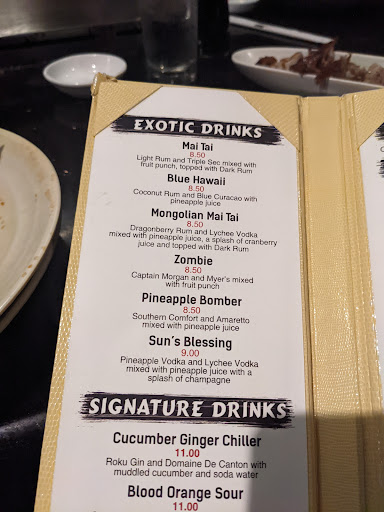 EXOTIC DRINKS
Mai Tai
8.50
Light Rum and Triple Sec mixed with
fruit punch, topped with Dark Rum
Blue Hawaii
8.50
Coconut Rum and Blue Curacao with
pineapple juice
Mongolian Mai Tai
8.50
Dragonberry Rum and Lychee Vodka
mixed with pineapple juice, a splash of cranberry
juice and topped with Dark Rum
Zombie
8.50
Captain Morgan and Myer's mixed
with fruit punch
Pineapple Bomber
8.50
Southern Comfort and Amaretto
mixed with pineapple juice
Sun's Blessing
9.00
Pineapple Vodka and Lychee Vodka
mixed with pineapple juice with a
splash of champagne
SIGNATURE DRINKS
Cucumber Ginger Chiller
11.00
Roku Gin and Domaine De Canton with
muddled cucumber and soda water
Blood Orange Sour
11.00